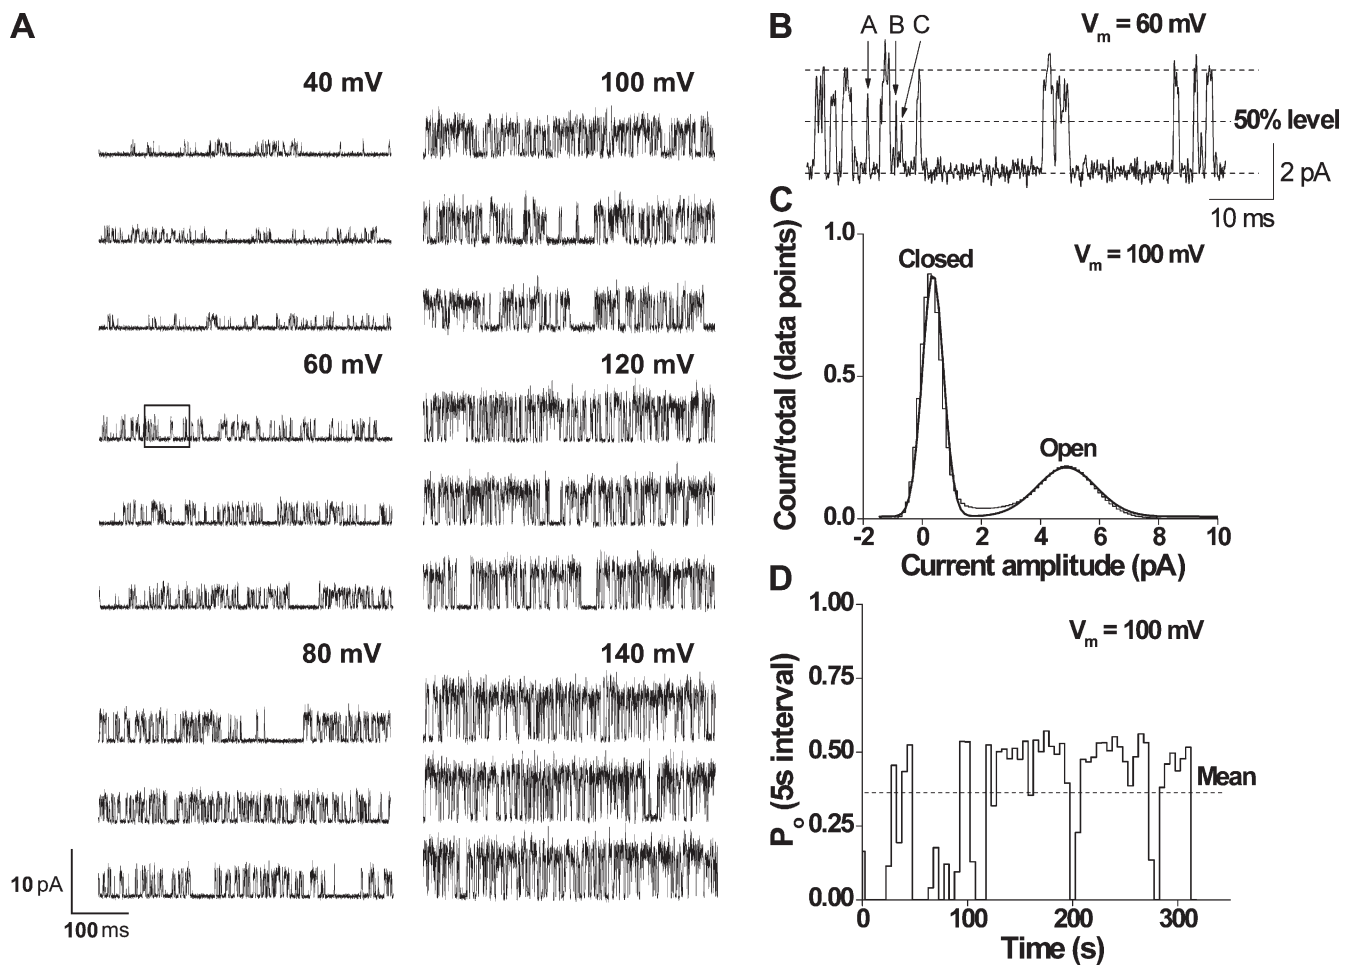 A
40 mV
100 mV
60 mV
120 mV
80 mV
140 mV
10 pA
100 ms
B
A B C
Vm = 60 mV
50% level
2 pA
10 ms
C
Vm = 100 mV
Closed
Open
Count/total (data points)
1.0
0.5
0.0
-2 0 2 4 6 8 10
Current amplitude (pA)
D
Vm = 100 mV
Mean
Po (5s interval)
1.00
0.75
0.50
0.25
0.00
0 100 200 300
Time (s)